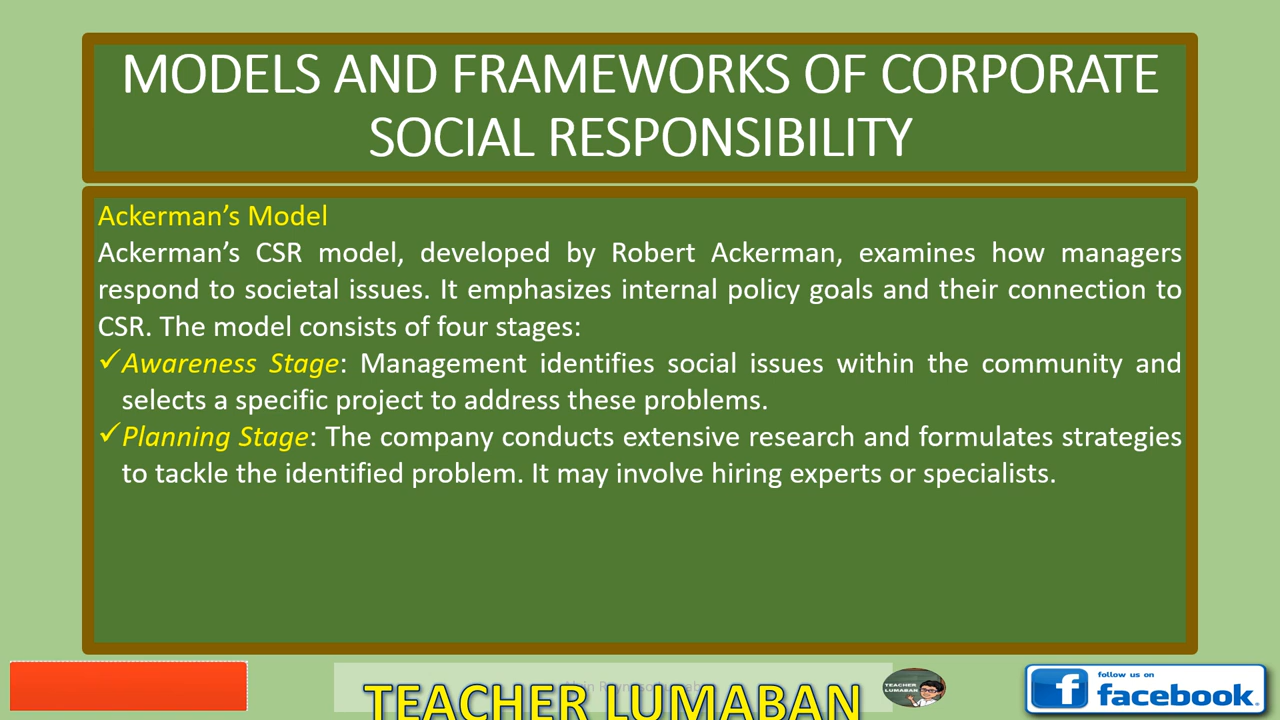 MODELS AND FRAMEWORKS OF CORPORATE
SOCIAL RESPONSIBILITY
Ackerman’s Model
Ackerman’s CSR model, developed by Robert Ackerman, examines how managers
respond to societal issues. It emphasizes internal policy goals and their connection to
CSR. The model consists of four stages:
✓Awareness Stage: Management identifies social issues within the community and
selects a specific project to address these problems.
✓Planning Stage: The company conducts extensive research and formulates strategies
to tackle the identified problem. It may involve hiring experts or specialists.
TEACHER LUMABAN
TEACHER
LUMABAN
follow us on
facebook.